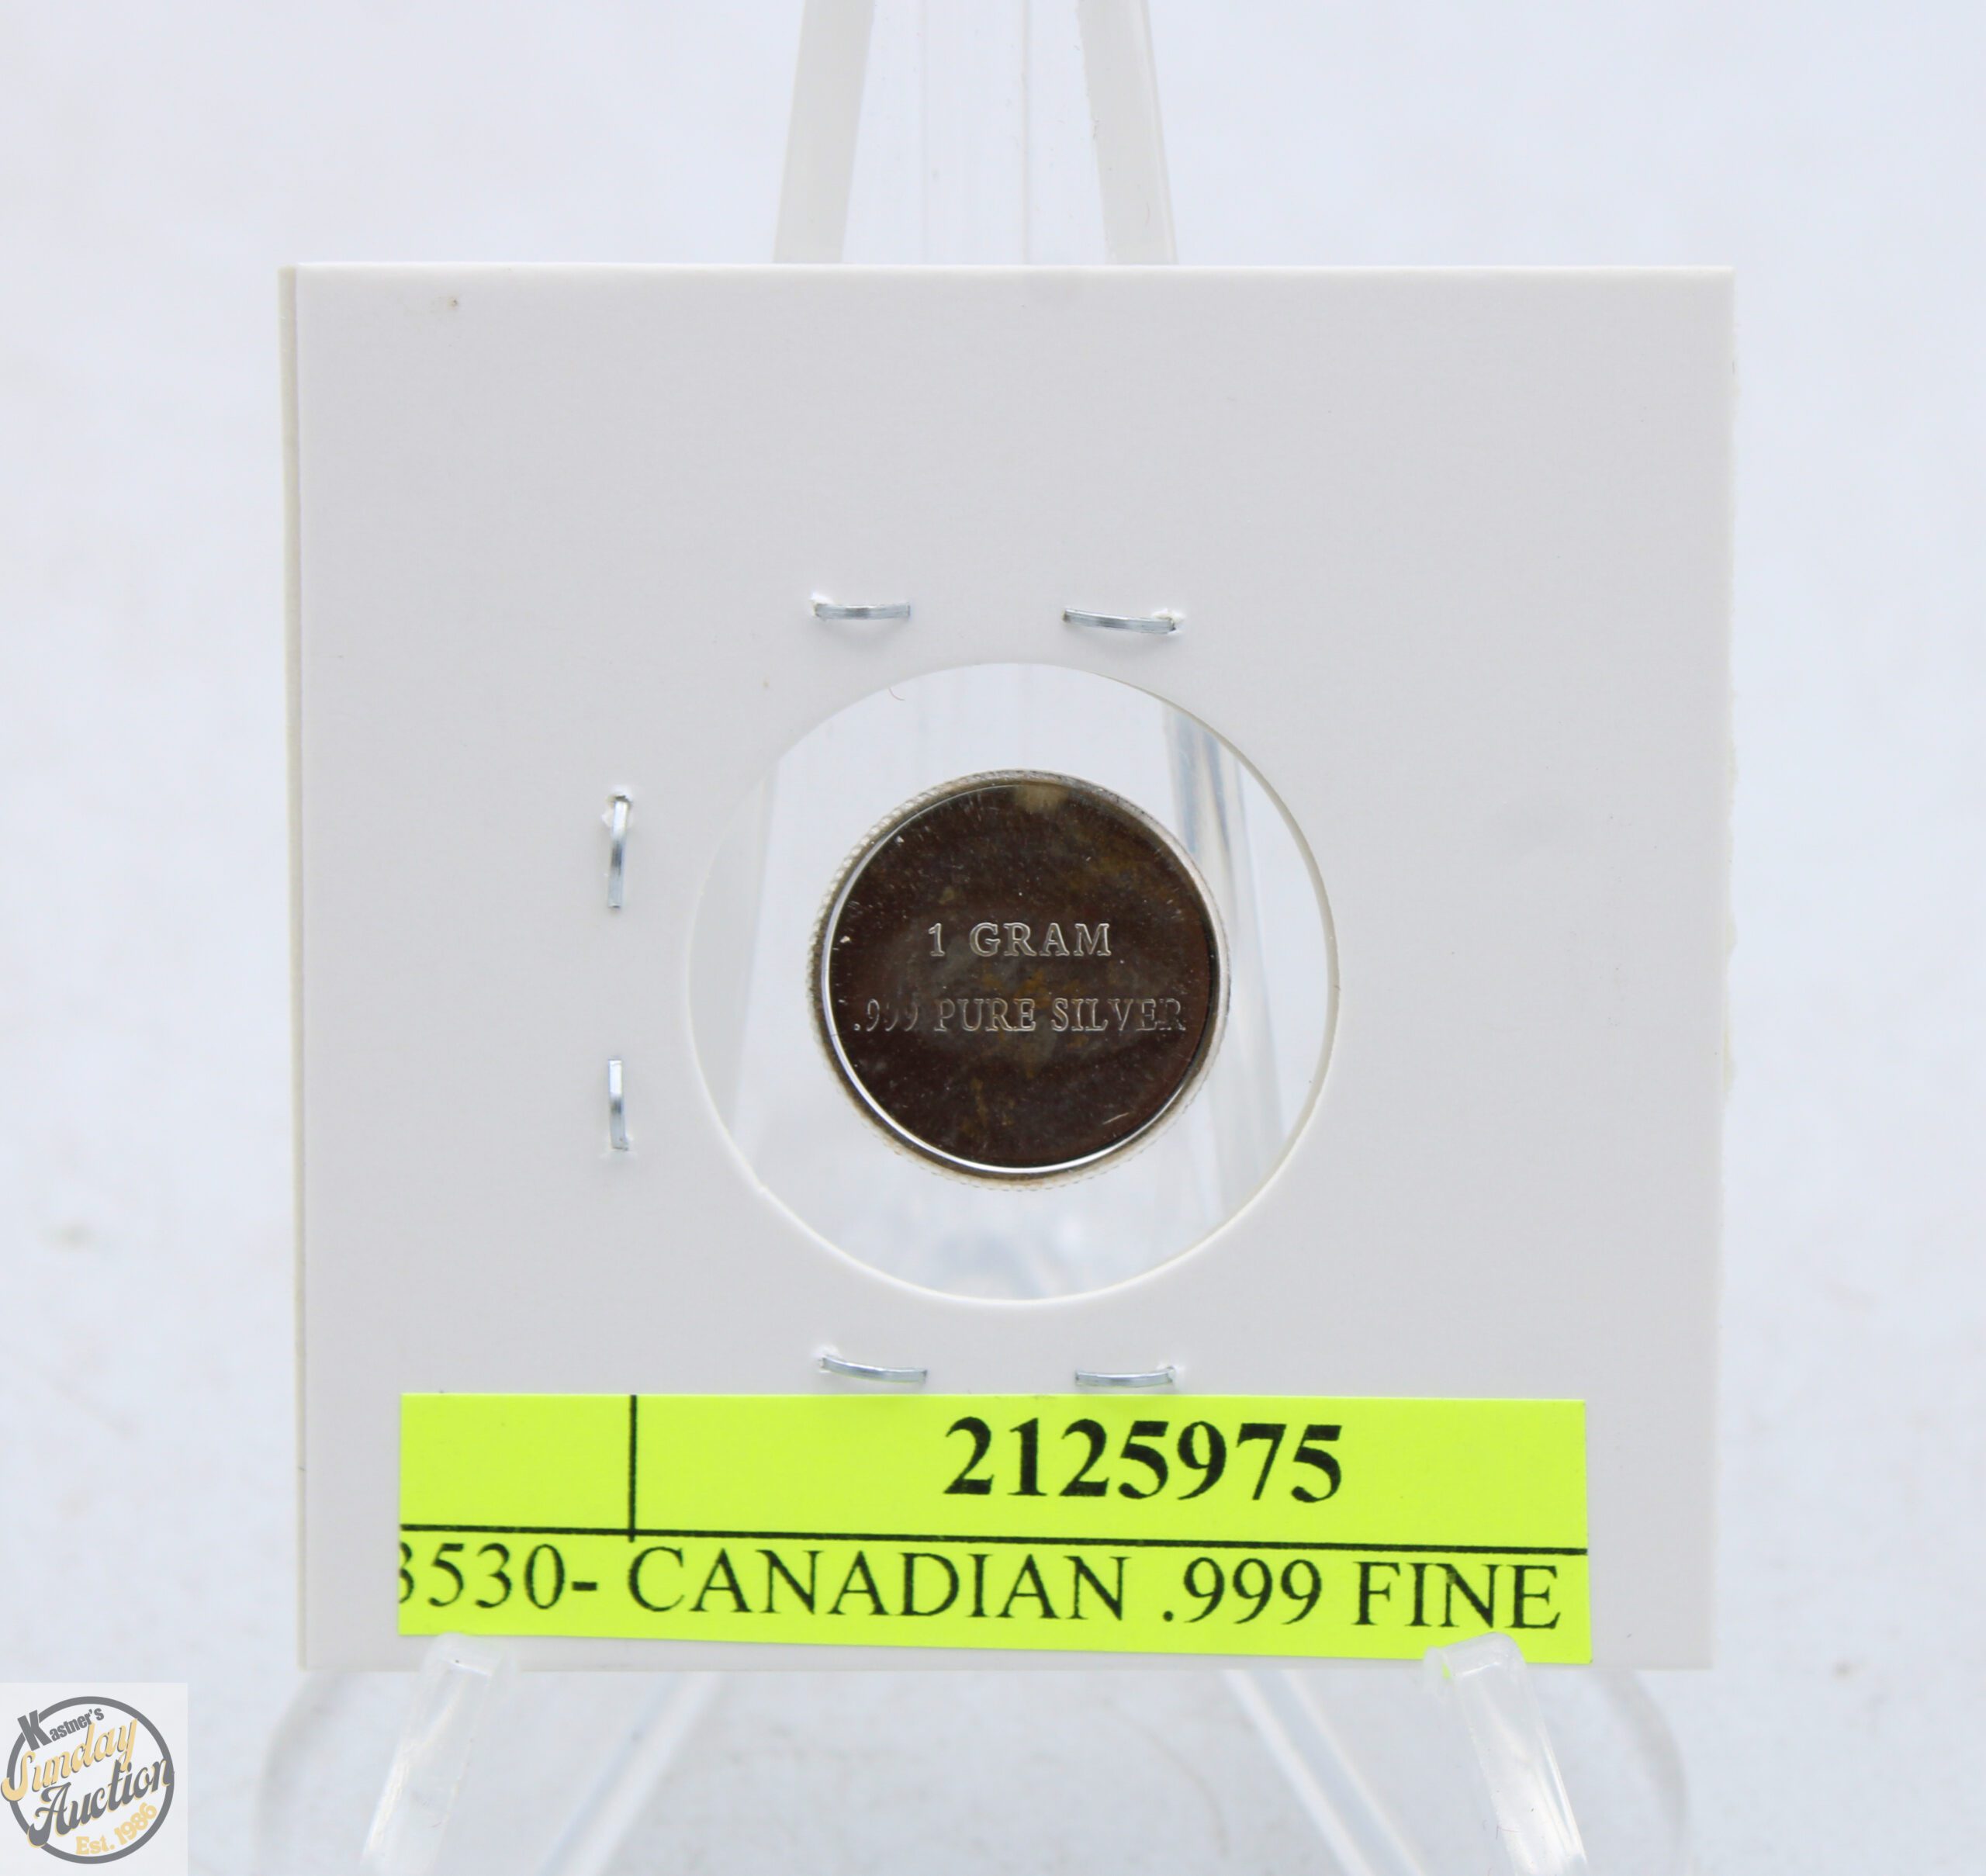 1 GRAM
.999 PURE SILVER
2125975
3530- CANADIAN .999 FINE
Kastner's
Sunday
Auction
Est. 1986